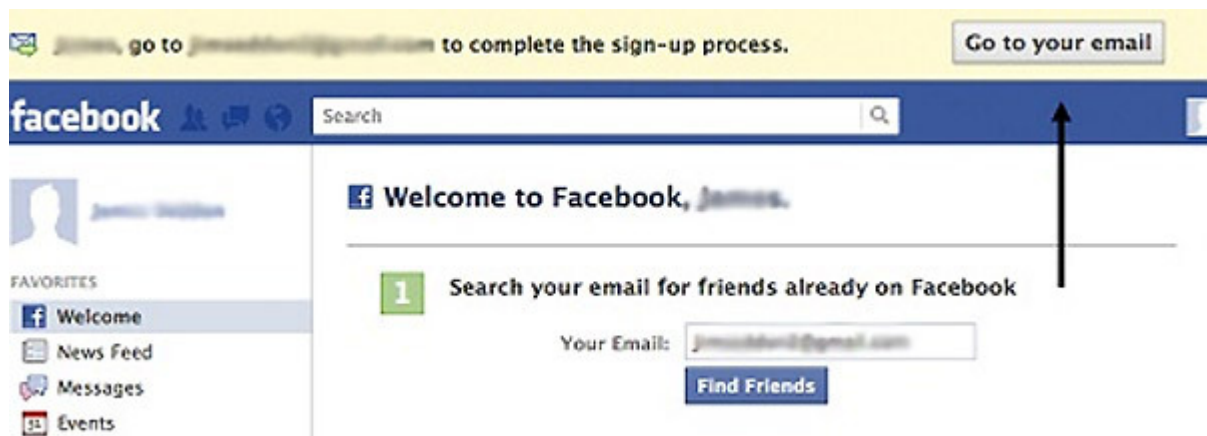 go to to complete the sign-up process.
Go to your email
facebook
Search
Welcome to Facebook,
FAVORITES
Welcome
News Feed
Messages
31 Events
1 Search your email for friends already on Facebook
Your Email:
Find Friends